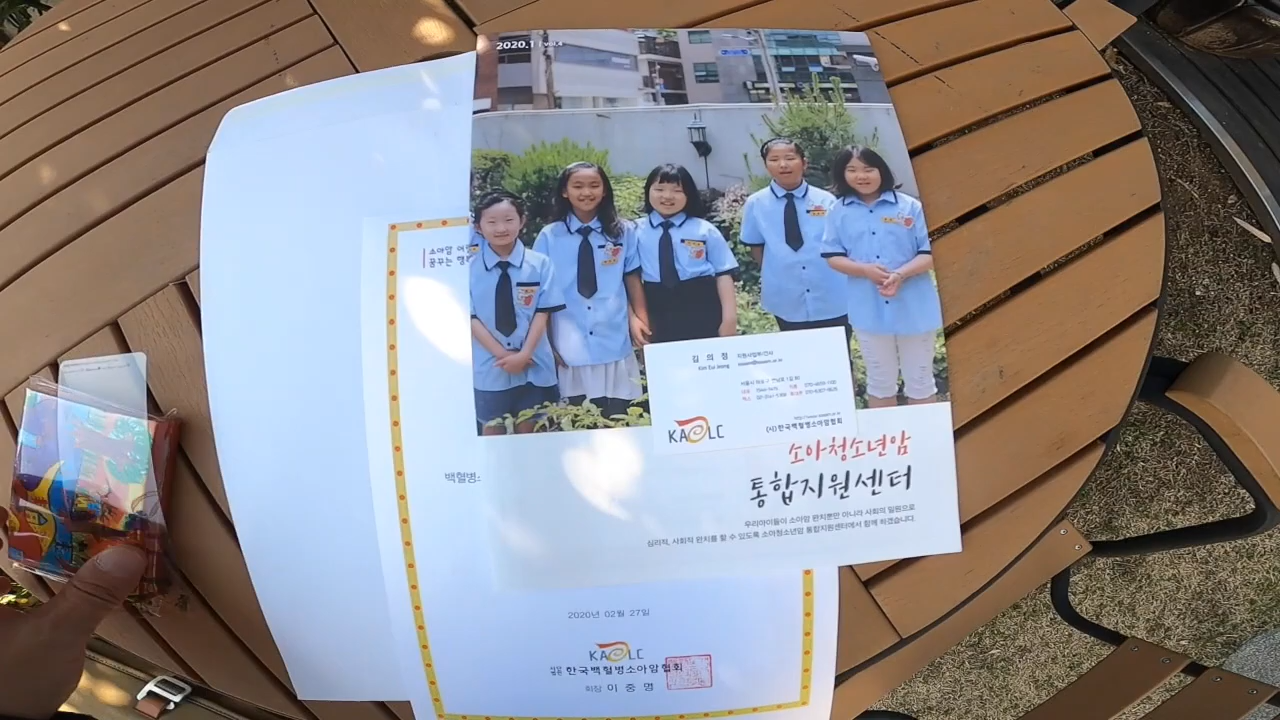 2020.1 | vol.4
소아암 어
꿈꾸는 행
백혈병소
김 의 정
Kim Eui Jeong
KACLC
(사)한국백혈병소아암협회
소아청소년암
통합지원센터
우리아이들이 소아암 완치뿐만 아니라 사회의 일원으로
심리적, 사회적 완치를 할 수 있도록 소아청소년암 통합지원센터에서 함께 하겠습니다.
2020년 02월 27일
KACLC
한국백혈병소아암협회
회장 이 중 명